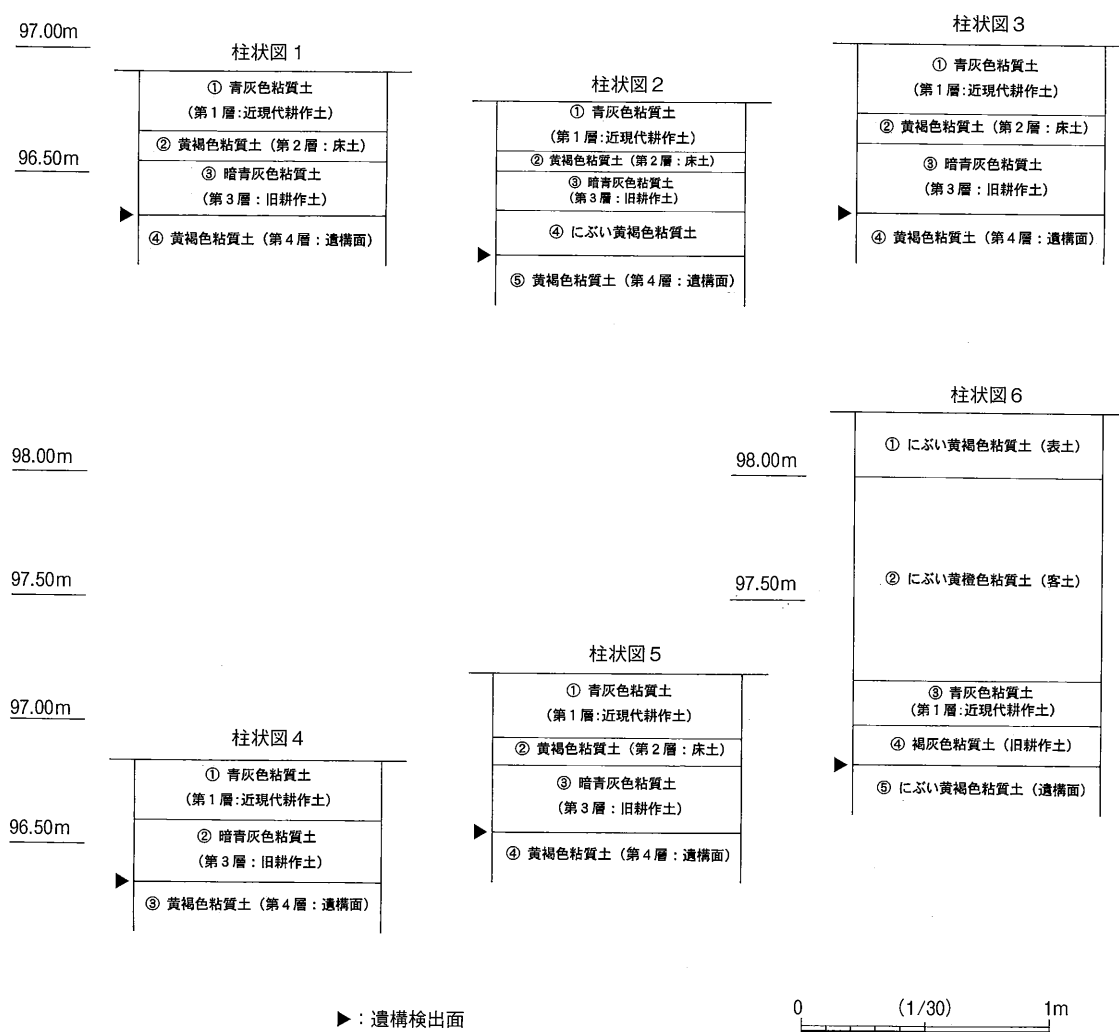 97.00m
96.50m
柱状図1
① 青灰色粘質土
(第1層:近現代耕作土)
② 黄褐色粘質土(第2層:床土)
③ 暗青灰色粘質土
(第3層:旧耕作土)
④ 黄褐色粘質土(第4層:遺構面)
柱状図2
① 青灰色粘質土
(第1層:近現代耕作土)
② 黄褐色粘質土(第2層:床土)
③ 暗青灰色粘質土
(第3層:旧耕作土)
④ にぶい黄褐色粘質土
⑤ 黄褐色粘質土(第4層:遺構面)
柱状図3
① 青灰色粘質土
(第1層:近現代耕作土)
② 黄褐色粘質土(第2層:床土)
③ 暗青灰色粘質土
(第3層:旧耕作土)
④ 黄褐色粘質土(第4層:遺構面)
98.00m
97.50m
97.00m
96.50m
柱状図4
① 青灰色粘質土
(第1層:近現代耕作土)
② 暗青灰色粘質土
(第3層:旧耕作土)
③ 黄褐色粘質土(第4層:遺構面)
柱状図5
① 青灰色粘質土
(第1層:近現代耕作土)
② 黄褐色粘質土(第2層:床土)
③ 暗青灰色粘質土
(第3層:旧耕作土)
④ 黄褐色粘質土(第4層:遺構面)
98.00m
97.50m
柱状図6
① にぶい黄褐色粘質土(表土)
② にぶい黄橙色粘質土(客土)
③ 青灰色粘質土
(第1層:近現代耕作土)
④ 褐灰色粘質土(旧耕作土)
⑤ にぶい黄褐色粘質土(遺構面)
▶:遺構検出面
0 (1/30) 1m